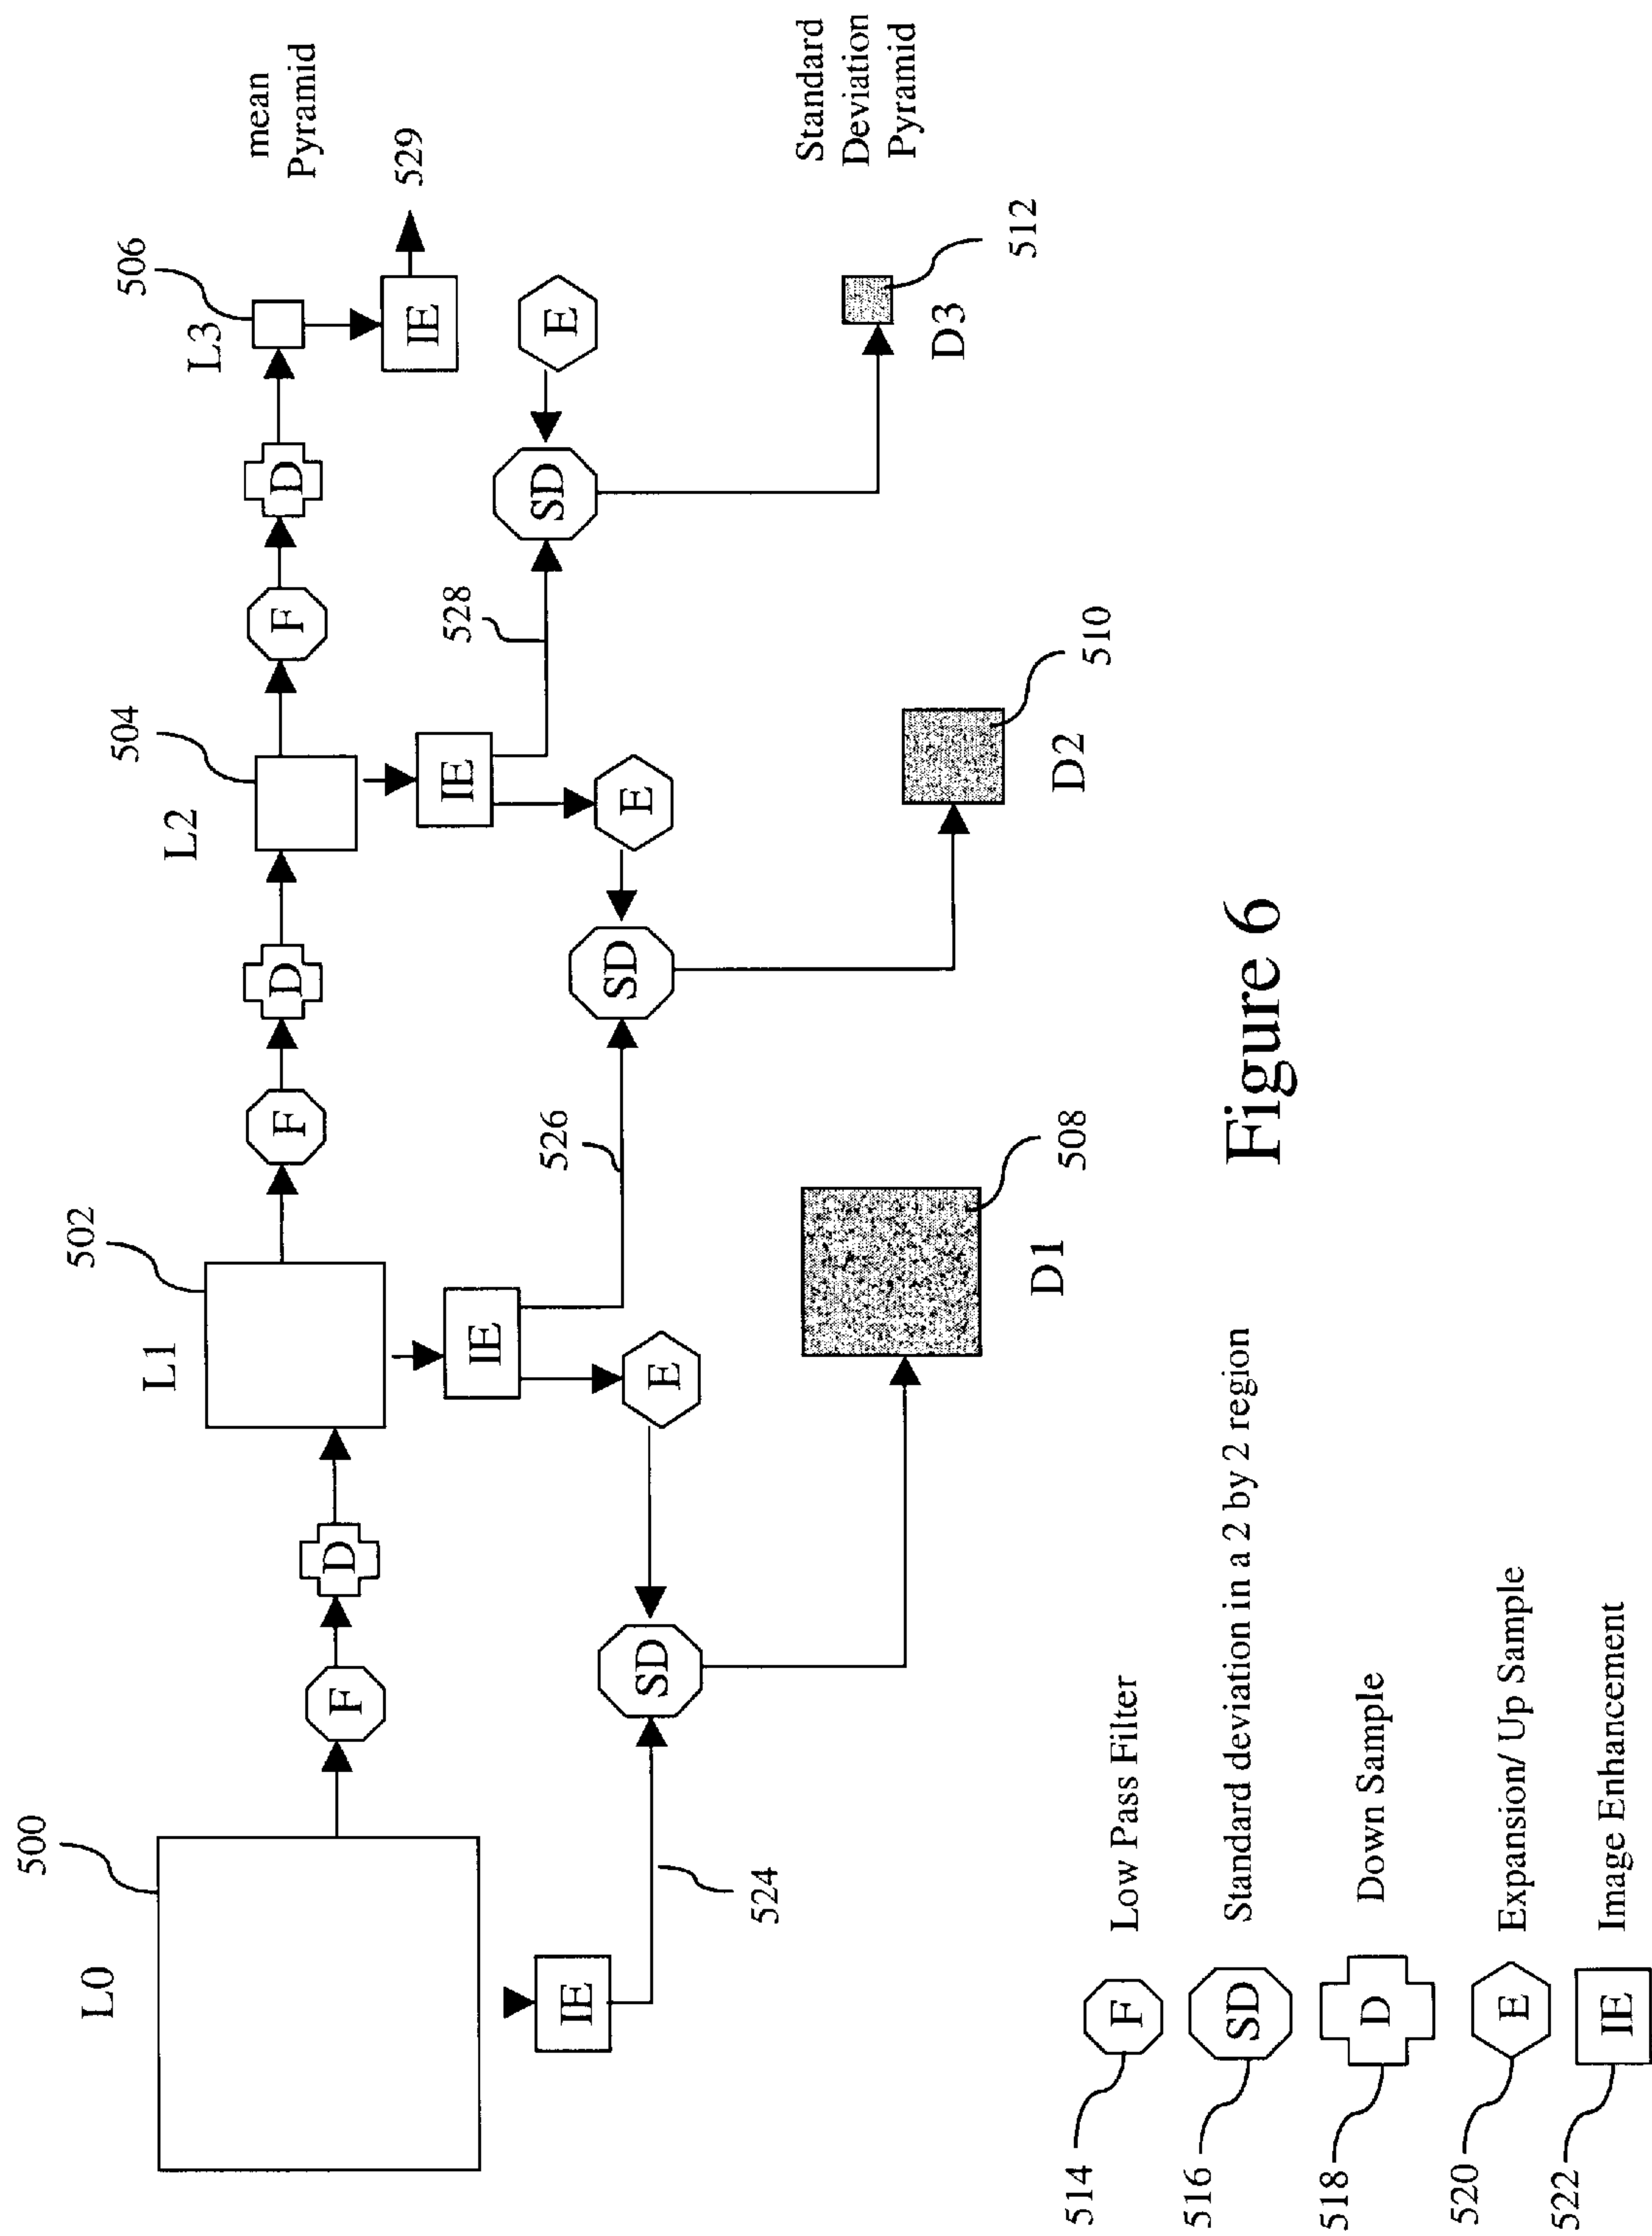 500
502
504
506
L0
L1
L2
L3
mean
Pyramid
F
D
F
D
F
D
IE
IE
IE
IE
529
524
526
528
SD
E
SD
E
SD
E
Standard
Deviation
Pyramid
D1
508
D2
510
D3
512
514
F
Low Pass Filter
516
SD
Standard deviation in a 2 by 2 region
518
D
Down Sample
520
E
Expansion/ Up Sample
522
IE
Image Enhancement
Figure 6